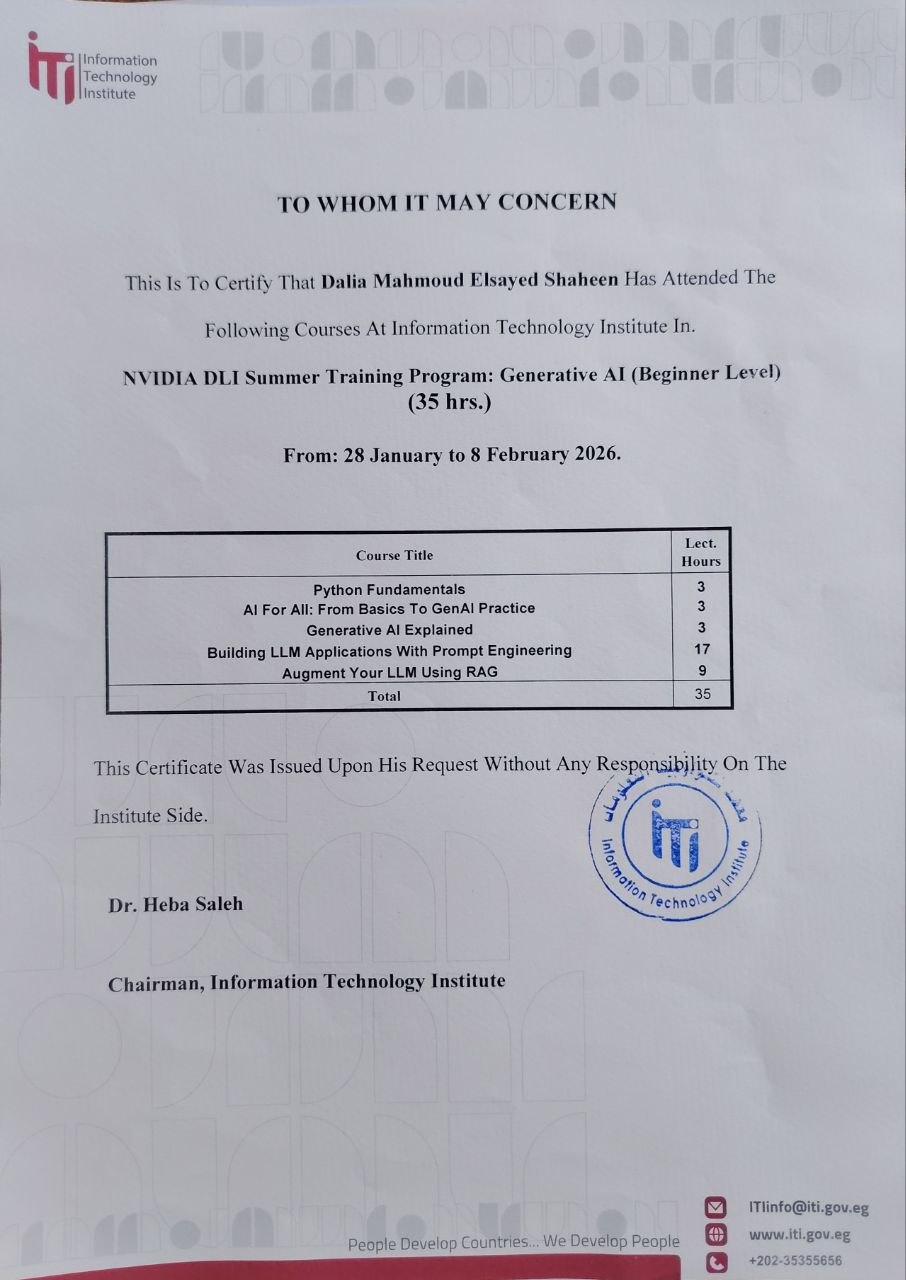 iTi
Information
Technology
Institute
TO WHOM IT MAY CONCERN
This Is To Certify That Dalia Mahmoud Elsayed Shaheen Has Attended The
Following Courses At Information Technology Institute In.
NVIDIA DLI Summer Training Program: Generative AI (Beginner Level)
(35 hrs.)
From: 28 January to 8 February 2026.
Course Title Lect. Hours
Python Fundamentals 3
AI For All: From Basics To GenAI Practice 3
Generative AI Explained 3
Building LLM Applications With Prompt Engineering 17
Augment Your LLM Using RAG 9
Total 35
This Certificate Was Issued Upon His Request Without Any Responsibility On The
Institute Side.
iTi
Information Technology Institute
Dr. Heba Saleh
Chairman, Information Technology Institute
People Develop Countries... We Develop People
ITIinfo@iti.gov.eg
www.iti.gov.eg
+202-35355656